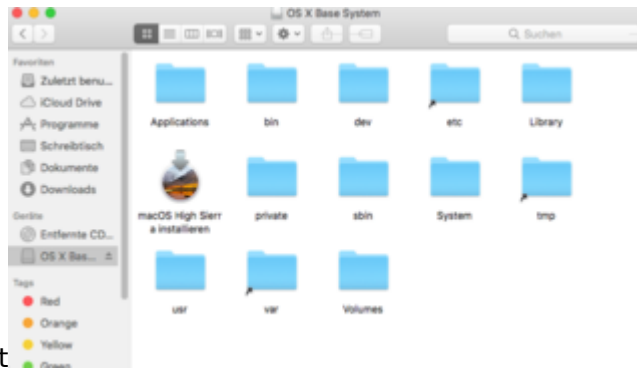 OS X Base System
Suchen
Favoriten
Zuletzt benu...
iCloud Drive
Programme
Schreibtisch
Dokumente
Downloads
Geräte
Entfernte CD...
OS X Bas...
Tags
Red
Orange
Yellow
Green
Applications
bin
dev
etc
Library
macOS High Sierr
a installieren
private
sbin
System
tmp
usr
var
Volumes
t